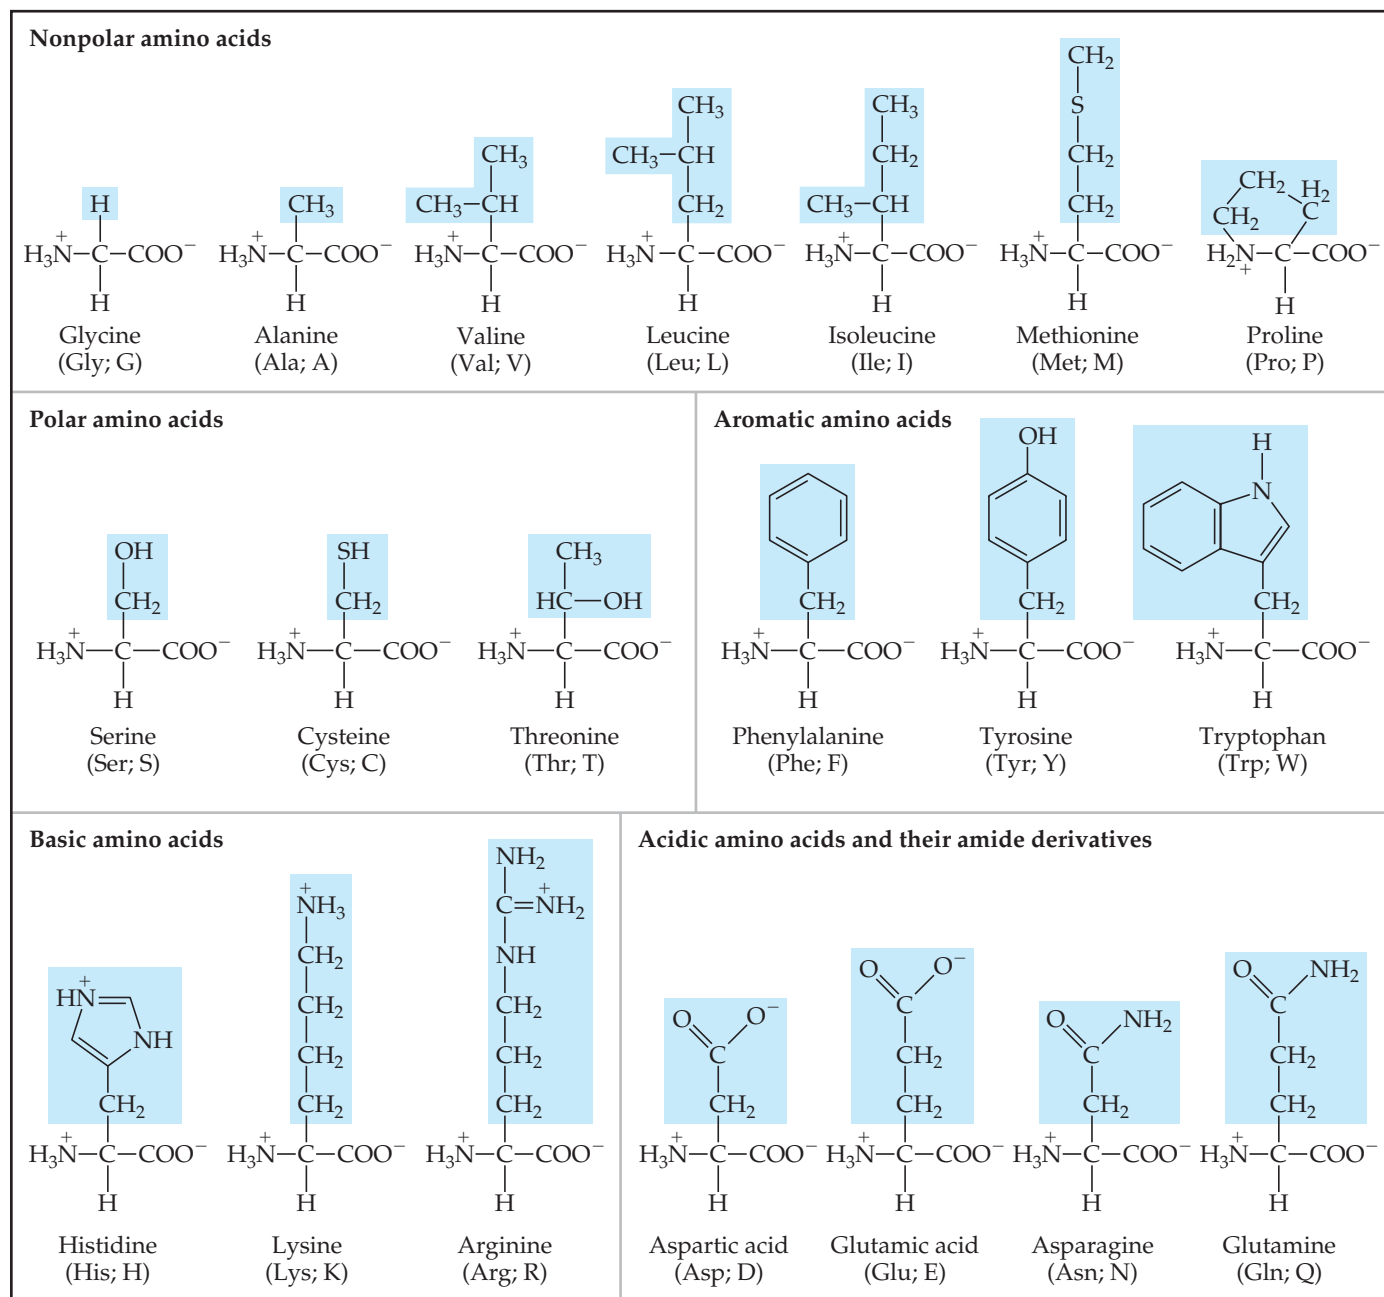 Nonpolar amino acids
CH₂
S
CH₂
CH₂
CH₃
CH₃–CH
CH₂
CH₃
CH₂
CH₃–CH
CH₃
CH₃–CH
H
CH₃
CH₂
H₂
C
CH₂
H₃N⁺–C–COO⁻
H₃N⁺–C–COO⁻
H₃N⁺–C–COO⁻
H₃N⁺–C–COO⁻
H₃N⁺–C–COO⁻
H₃N⁺–C–COO⁻
H₂N⁺–C–COO⁻
H
H
H
H
H
H
H
Glycine
(Gly; G)
Alanine
(Ala; A)
Valine
(Val; V)
Leucine
(Leu; L)
Isoleucine
(Ile; I)
Methionine
(Met; M)
Proline
(Pro; P)
Polar amino acids
OH
CH₂
SH
CH₂
CH₃
HC–OH
H₃N⁺–C–COO⁻
H₃N⁺–C–COO⁻
H₃N⁺–C–COO⁻
H
H
H
Serine
(Ser; S)
Cysteine
(Cys; C)
Threonine
(Thr; T)
Aromatic amino acids
OH
H
N
CH₂
CH₂
CH₂
H₃N⁺–C–COO⁻
H₃N⁺–C–COO⁻
H₃N⁺–C–COO⁻
H
H
H
Phenylalanine
(Phe; F)
Tyrosine
(Tyr; Y)
Tryptophan
(Trp; W)
Basic amino acids
HN⁺
NH
CH₂
NH₃⁺
CH₂
CH₂
CH₂
CH₂
NH₂
C=NH₂⁺
NH
CH₂
CH₂
CH₂
H₃N⁺–C–COO⁻
H₃N⁺–C–COO⁻
H₃N⁺–C–COO⁻
H
H
H
Histidine
(His; H)
Lysine
(Lys; K)
Arginine
(Arg; R)
Acidic amino acids and their amide derivatives
O O⁻
C
CH₂
O O⁻
C
CH₂
CH₂
O NH₂
C
CH₂
O NH₂
C
CH₂
CH₂
H₃N⁺–C–COO⁻
H₃N⁺–C–COO⁻
H₃N⁺–C–COO⁻
H₃N⁺–C–COO⁻
H
H
H
H
Aspartic acid
(Asp; D)
Glutamic acid
(Glu; E)
Asparagine
(Asn; N)
Glutamine
(Gln; Q)